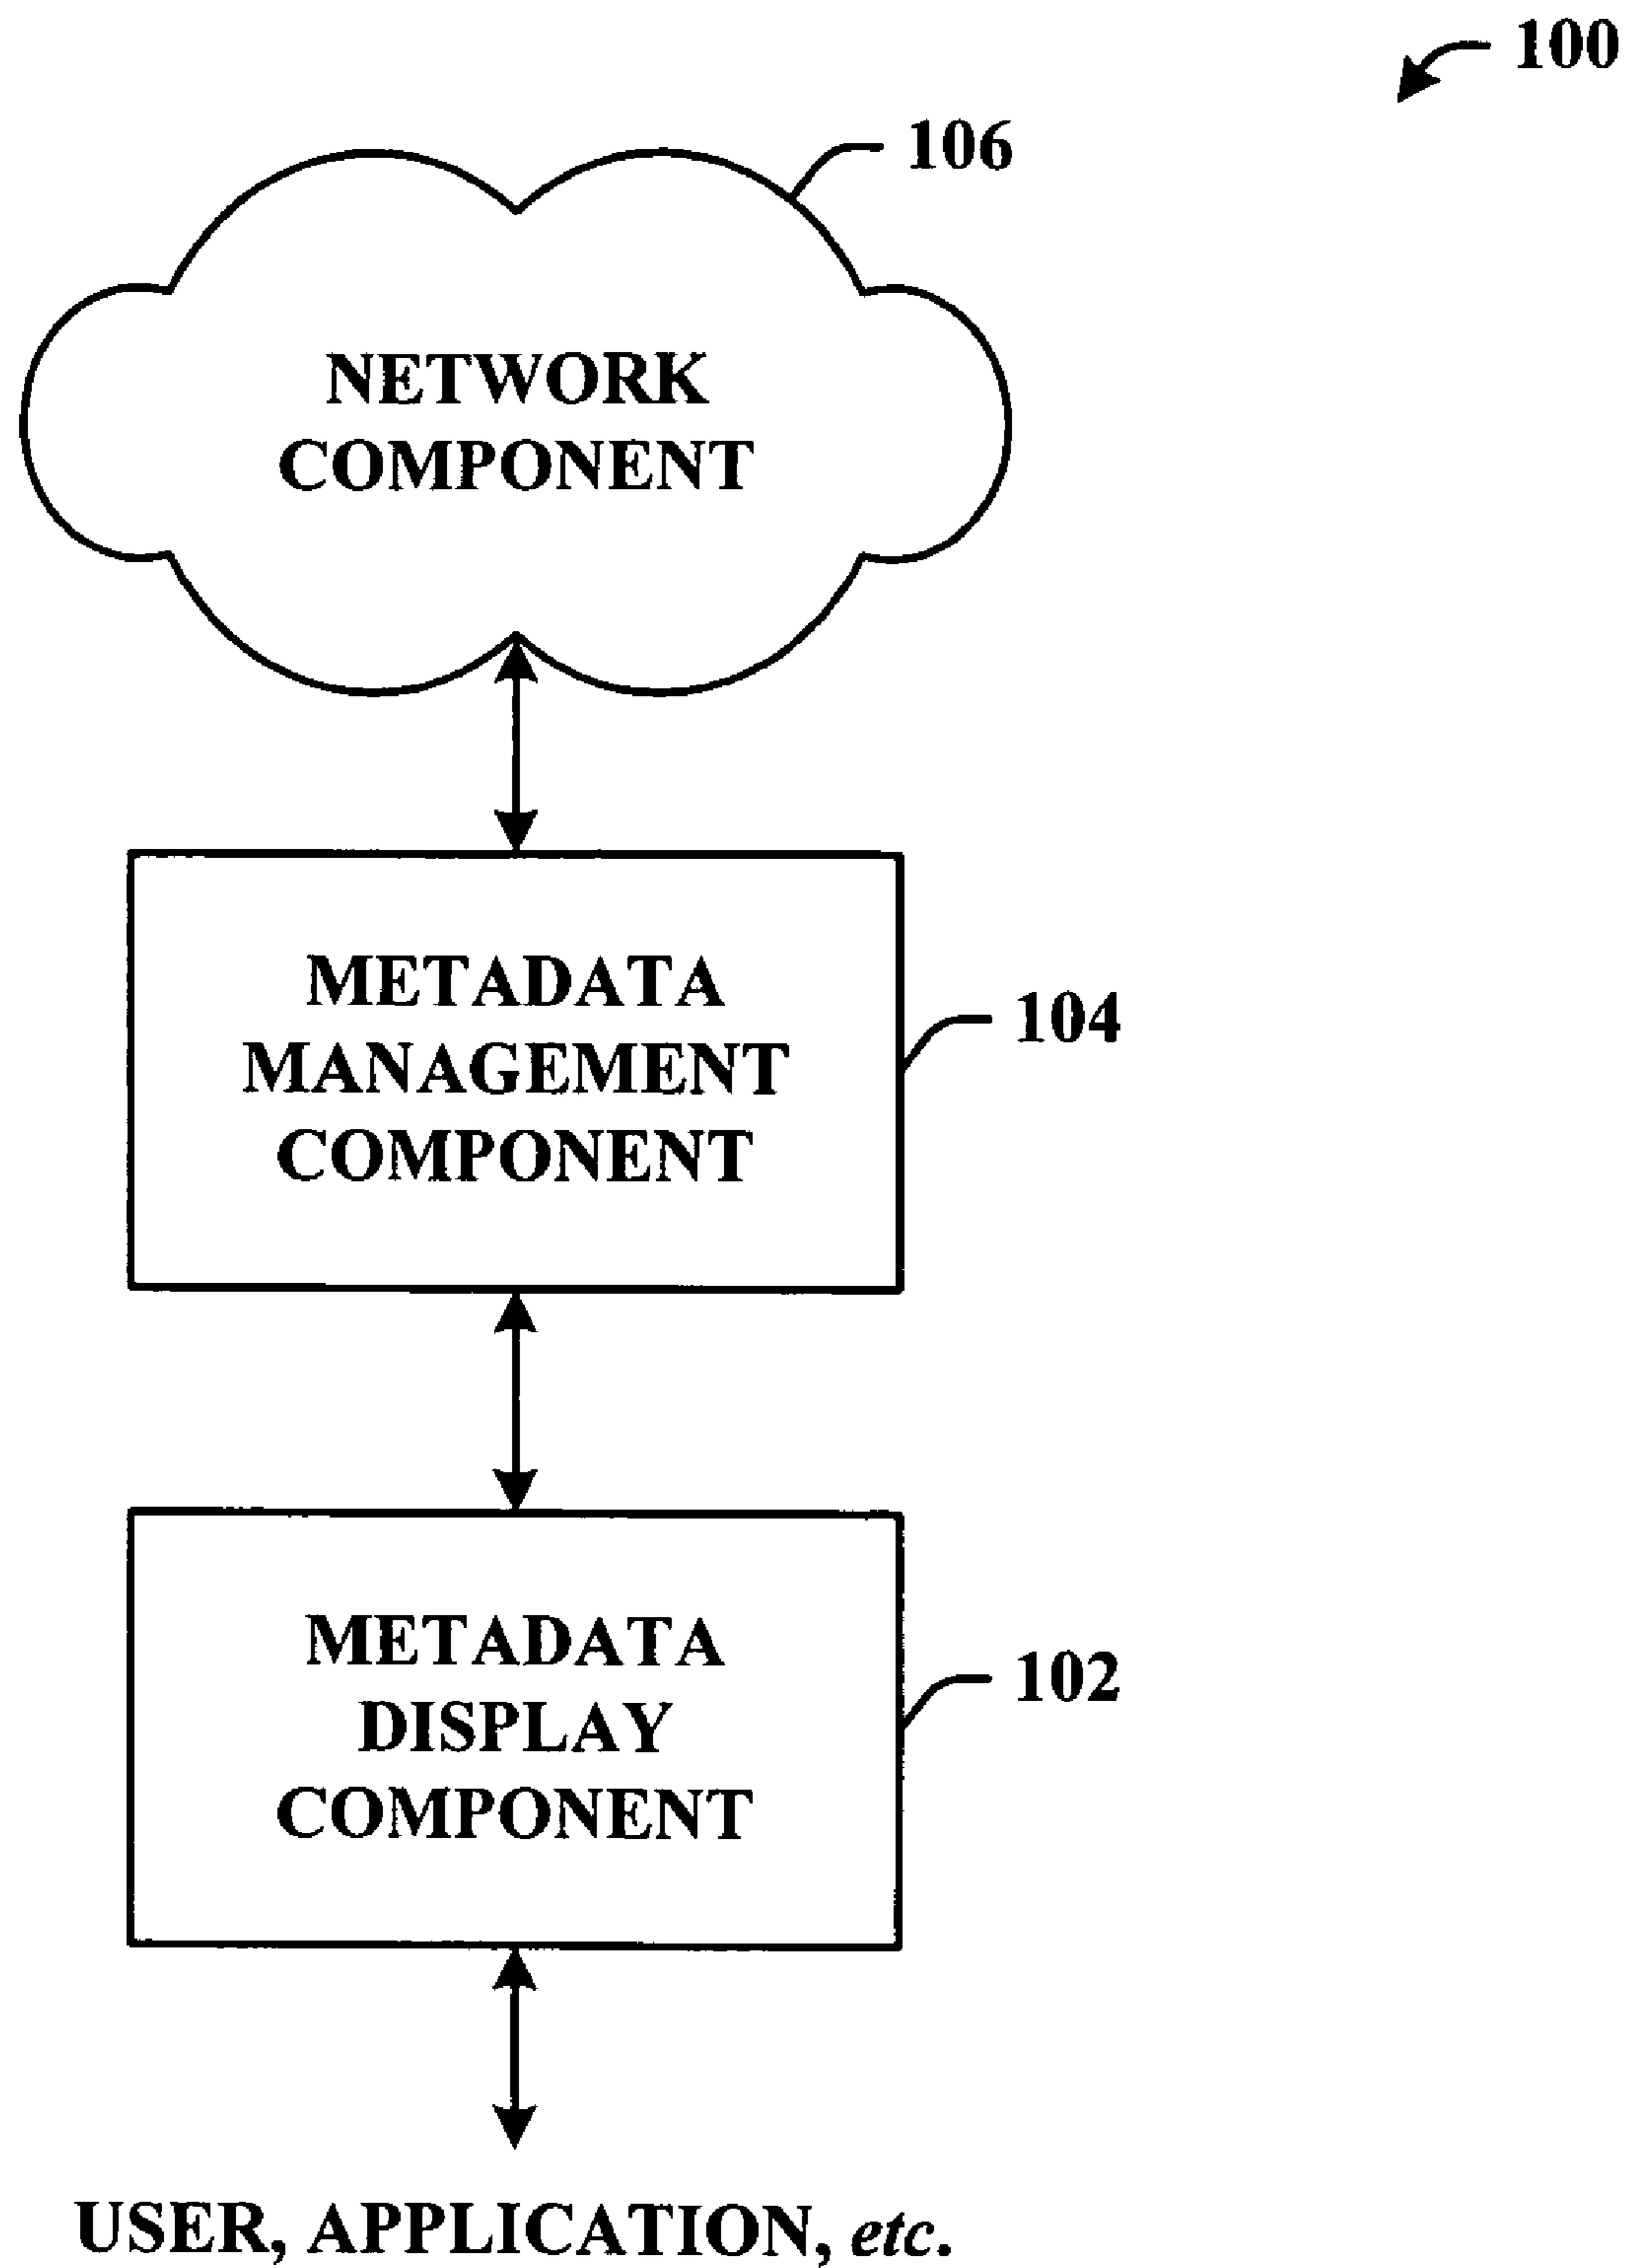 100
106
NETWORK
COMPONENT
METADATA
MANAGEMENT
COMPONENT
104
METADATA
DISPLAY
COMPONENT
102
USER, APPLICATION, etc.